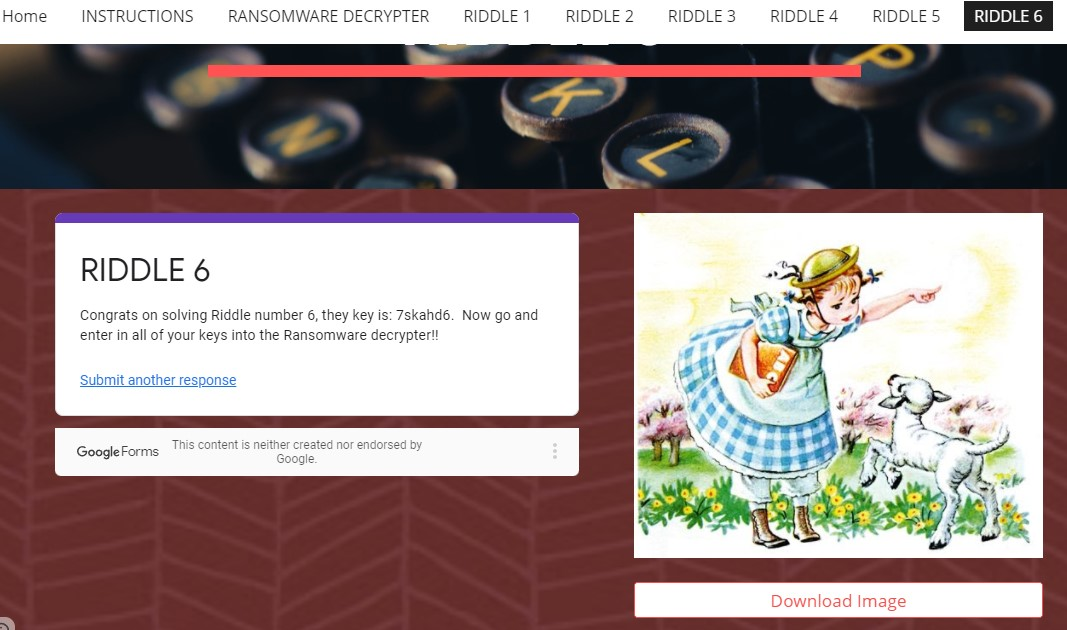 Home INSTRUCTIONS RANSOMWARE DECRYPTER RIDDLE 1 RIDDLE 2 RIDDLE 3 RIDDLE 4 RIDDLE 5 RIDDLE 6
P
K
N
L
RIDDLE 6
Congrats on solving Riddle number 6, they key is: 7skahd6. Now go and
enter in all of your keys into the Ransomware decrypter!!
Submit another response
Google Forms
This content is neither created nor endorsed by
Google.
Download Image